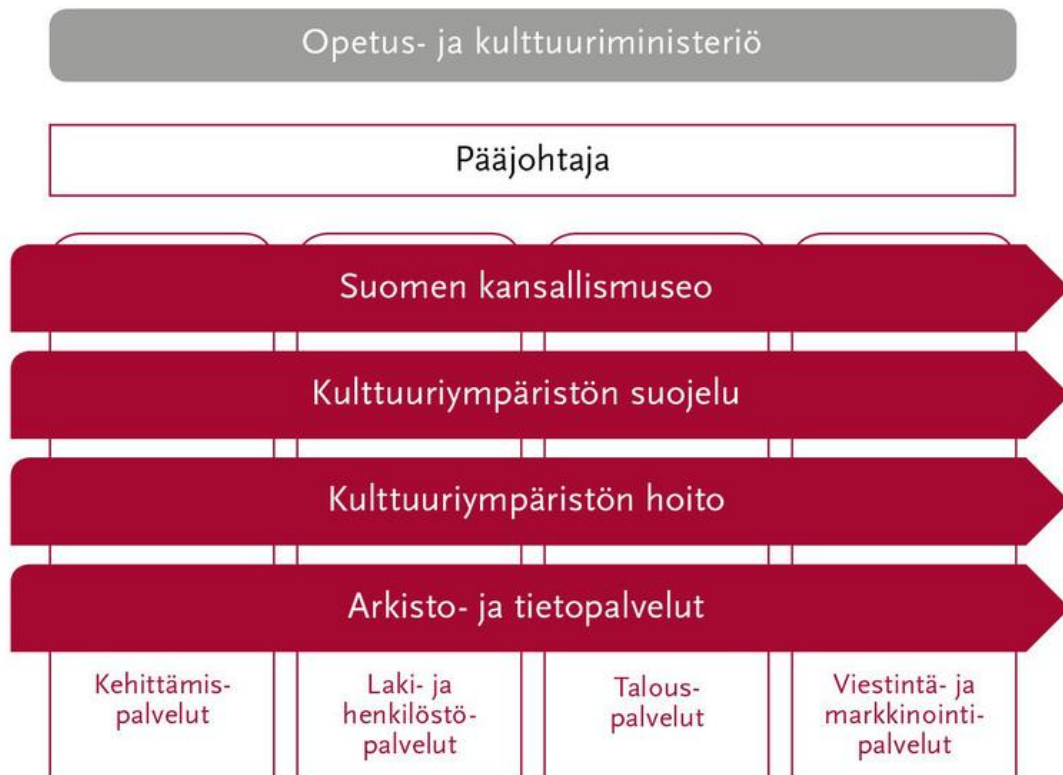 Opetus- ja kulttuuriministeriö
Pääjohtaja
Suomen kansallismuseo
Kulttuuriympäristön suojelu
Kulttuuriympäristön hoito
Arkisto- ja tietopalvelut
Kehittämis-
palvelut
Laki- ja
henkilöstö-
palvelut
Talous-
palvelut
Viestintä- ja
markkinointi-
palvelut